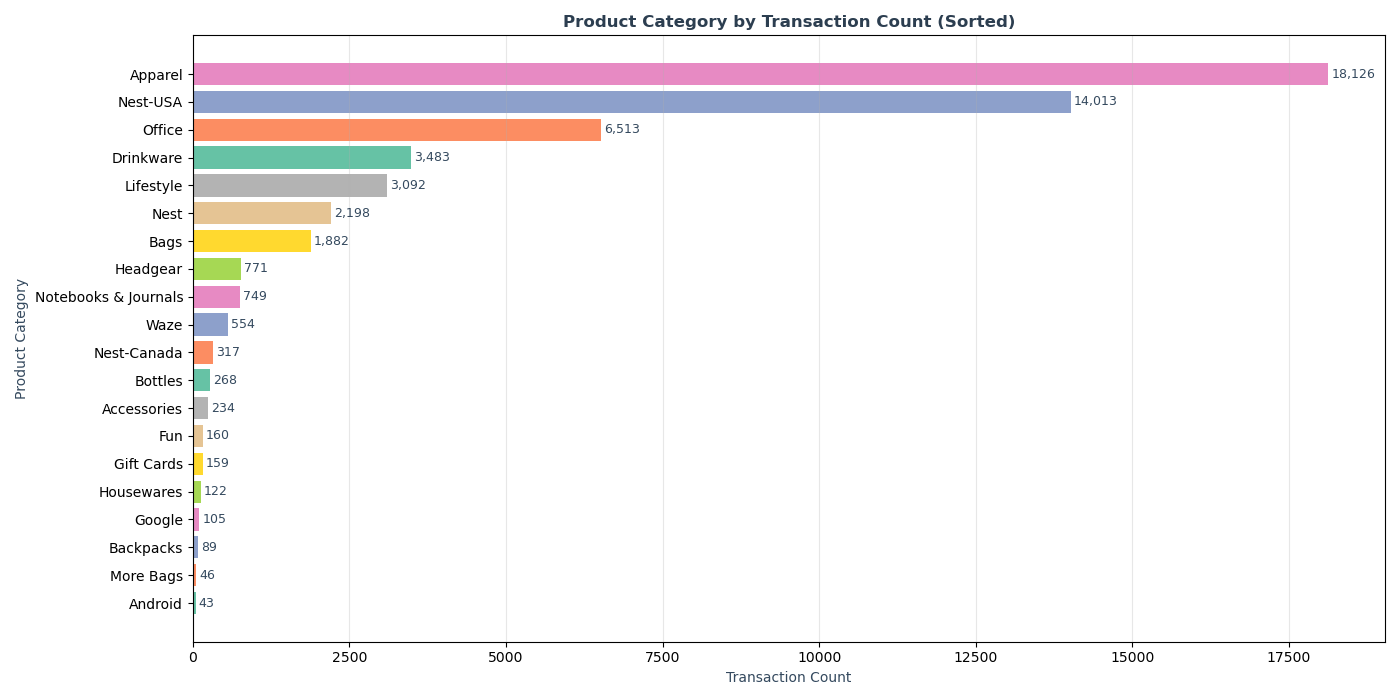 Product Category by Transaction Count (Sorted)
Product Category
Apparel 18,126
Nest-USA 14,013
Office 6,513
Drinkware 3,483
Lifestyle 3,092
Nest 2,198
Bags 1,882
Headgear 771
Notebooks & Journals 749
Waze 554
Nest-Canada 317
Bottles 268
Accessories 234
Fun 160
Gift Cards 159
Housewares 122
Google 105
Backpacks 89
More Bags 46
Android 43
0 2500 5000 7500 10000 12500 15000 17500
Transaction Count